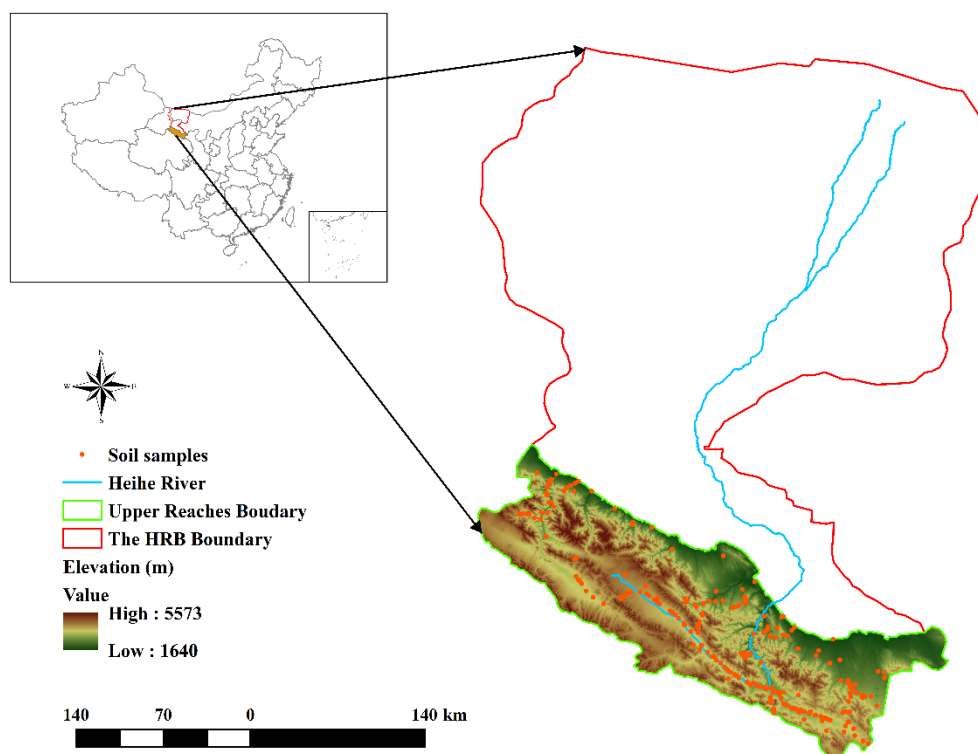 N
W
E
S
Soil samples
Heihe River
Upper Reaches Boudary
The HRB Boundary
Elevation (m)
Value
High : 5573
Low : 1640
140 70 0 140 km